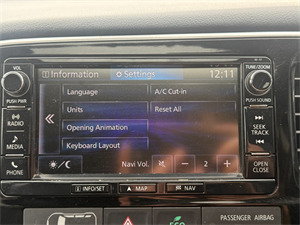 VOL
PUSH PWR
RADIO
MEDIA
PHONE
Information
Settings
12:11
Language
A/C Cut-in
Units
Reset All
Opening Animation
Keyboard Layout
Navi Vol.
2
TUNE/ZOOM
PUSH SOUND
SEEK
TRACK
OPEN
CLOSE
INFO/SET
MAP
NAV
ECO
PASSENGER AIRBAG